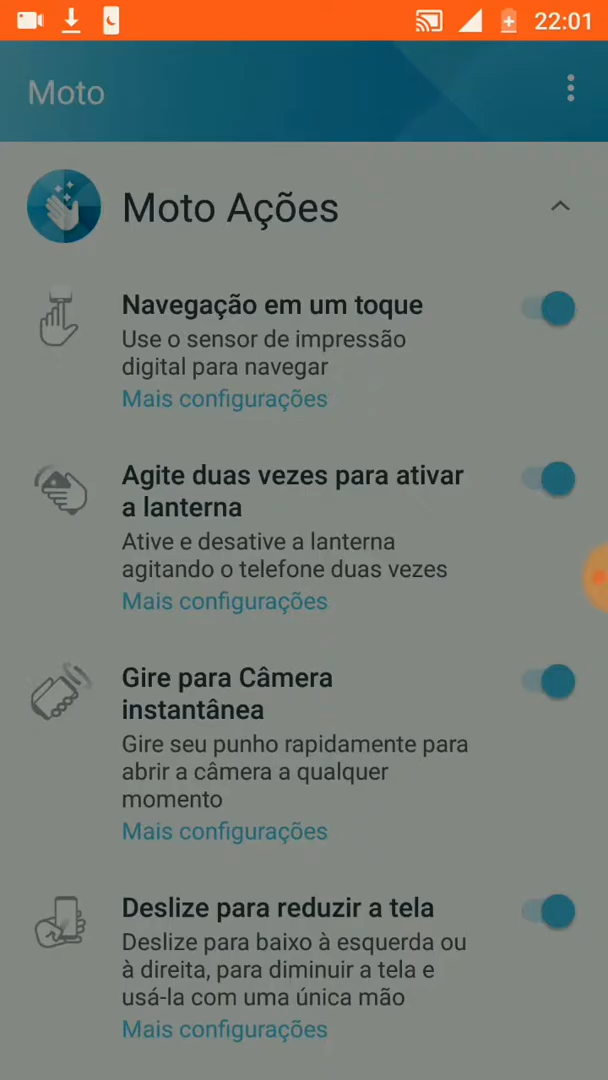 22:01
Moto
Moto Ações
Navegação em um toque
Use o sensor de impressão
digital para navegar
Mais configurações
Agite duas vezes para ativar
a lanterna
Ative e desative a lanterna
agitando o telefone duas vezes
Mais configurações
Gire para Câmera
instantânea
Gire seu punho rapidamente para
abrir a câmera a qualquer
momento
Mais configurações
Deslize para reduzir a tela
Deslize para baixo à esquerda ou
à direita, para diminuir a tela e
usá-la com uma única mão
Mais configurações